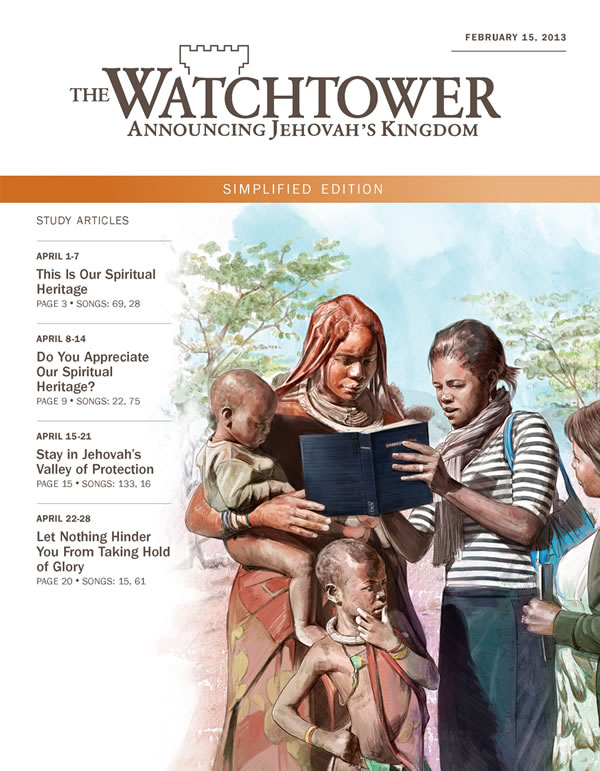 FEBRUARY 15, 2013
THE WATCHTOWER
ANNOUNCING JEHOVAH'S KINGDOM
SIMPLIFIED EDITION
STUDY ARTICLES
APRIL 1-7
This Is Our Spiritual
Heritage
PAGE 3 • SONGS: 69, 28
APRIL 8-14
Do You Appreciate
Our Spiritual
Heritage?
PAGE 9 • SONGS: 22, 75
APRIL 15-21
Stay in Jehovah's
Valley of Protection
PAGE 15 • SONGS: 133, 16
APRIL 22-28
Let Nothing Hinder
You From Taking Hold
of Glory
PAGE 20 • SONGS: 15, 61